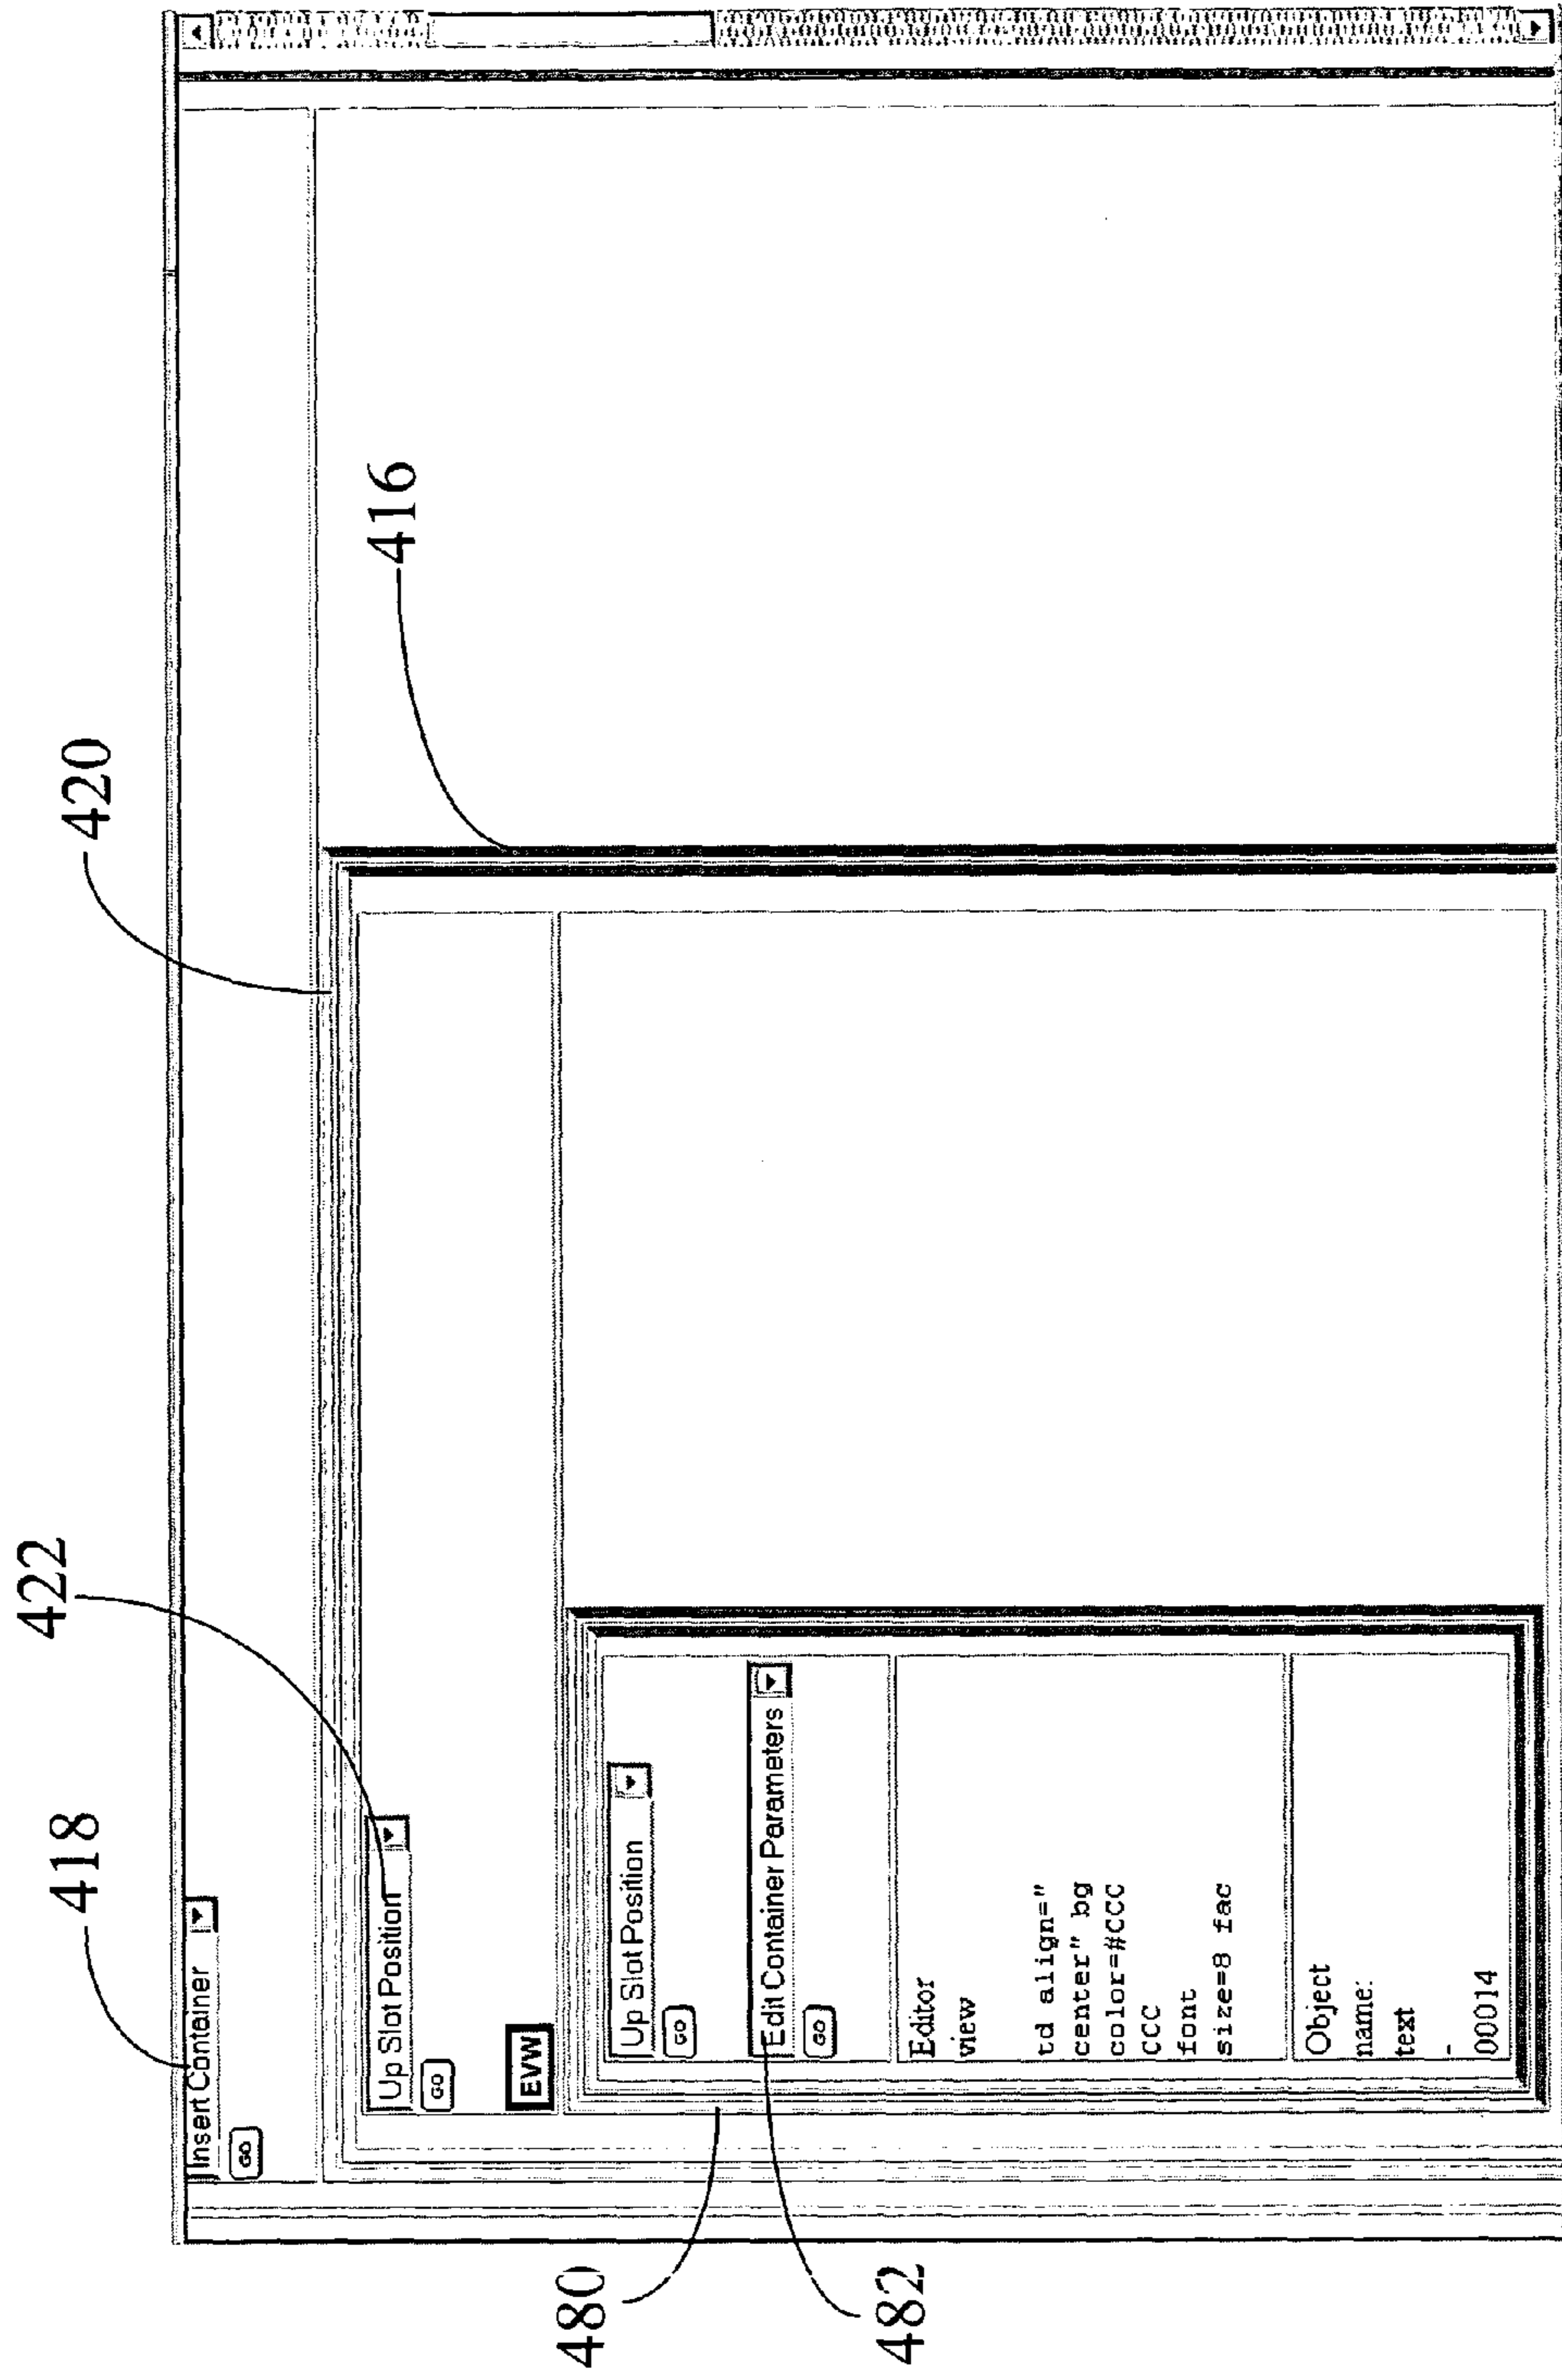 418
422
420
Insert Container
GO
416
Up Slot Position
GO
EVW
480
Up Slot Position
GO
482
Edit Container Parameters
GO
Editor
view
td align="
center" bg
color=#CCC
CCC
font
size=8 fac
Object
name:
text
-
00014